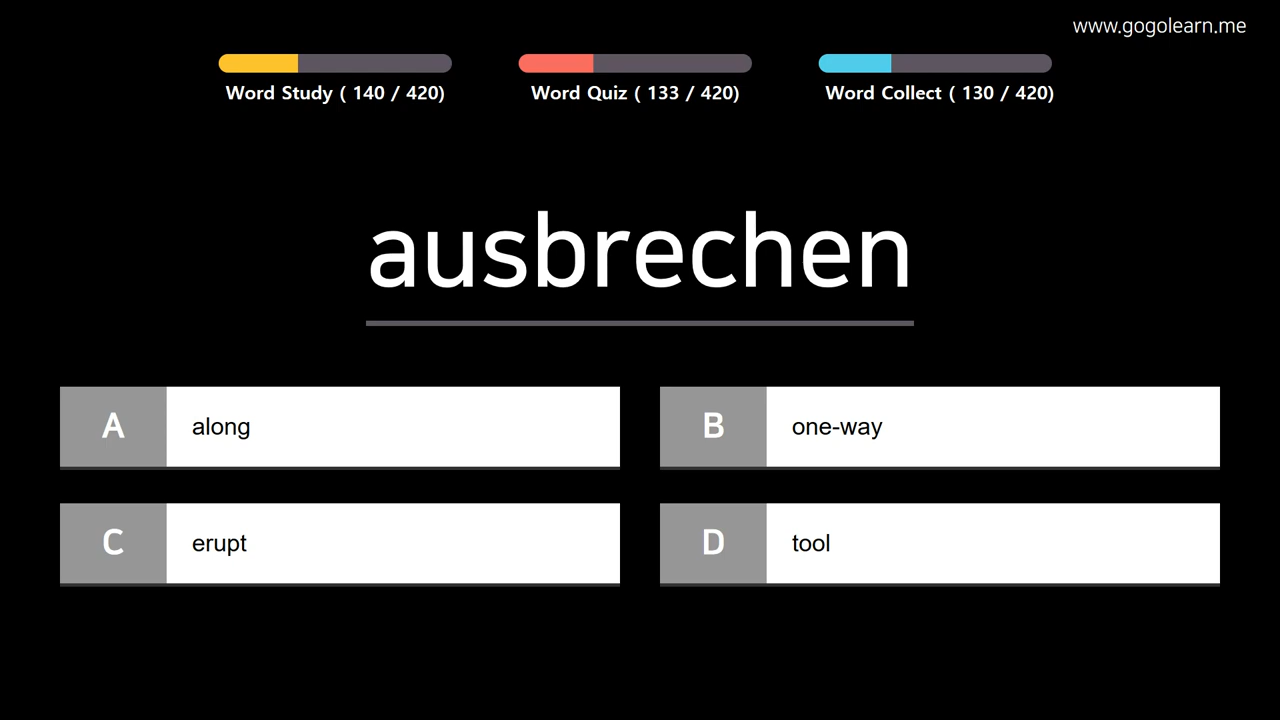 www.gogolearn.me
Word Study ( 140 / 420)
Word Quiz ( 133 / 420)
Word Collect ( 130 / 420)
ausbrechen
A along
B one-way
C erupt
D tool